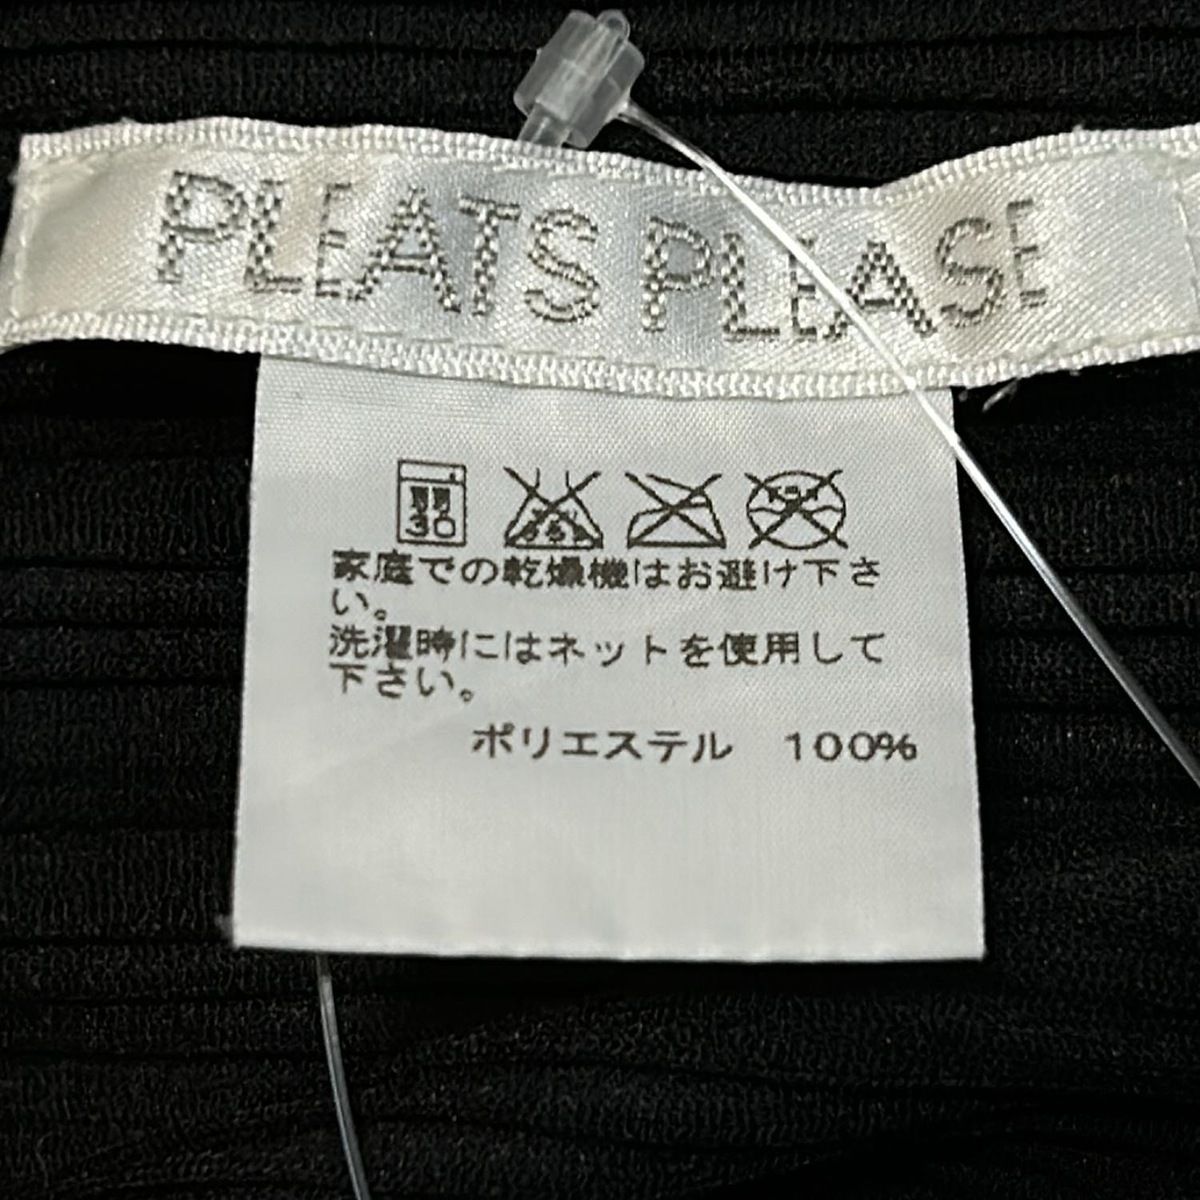 PLEATS PLEASE
弱
30
家庭での乾燥機はお避け下さ
い。
洗濯時にはネットを使用して
下さい。
ポリエステル 100%